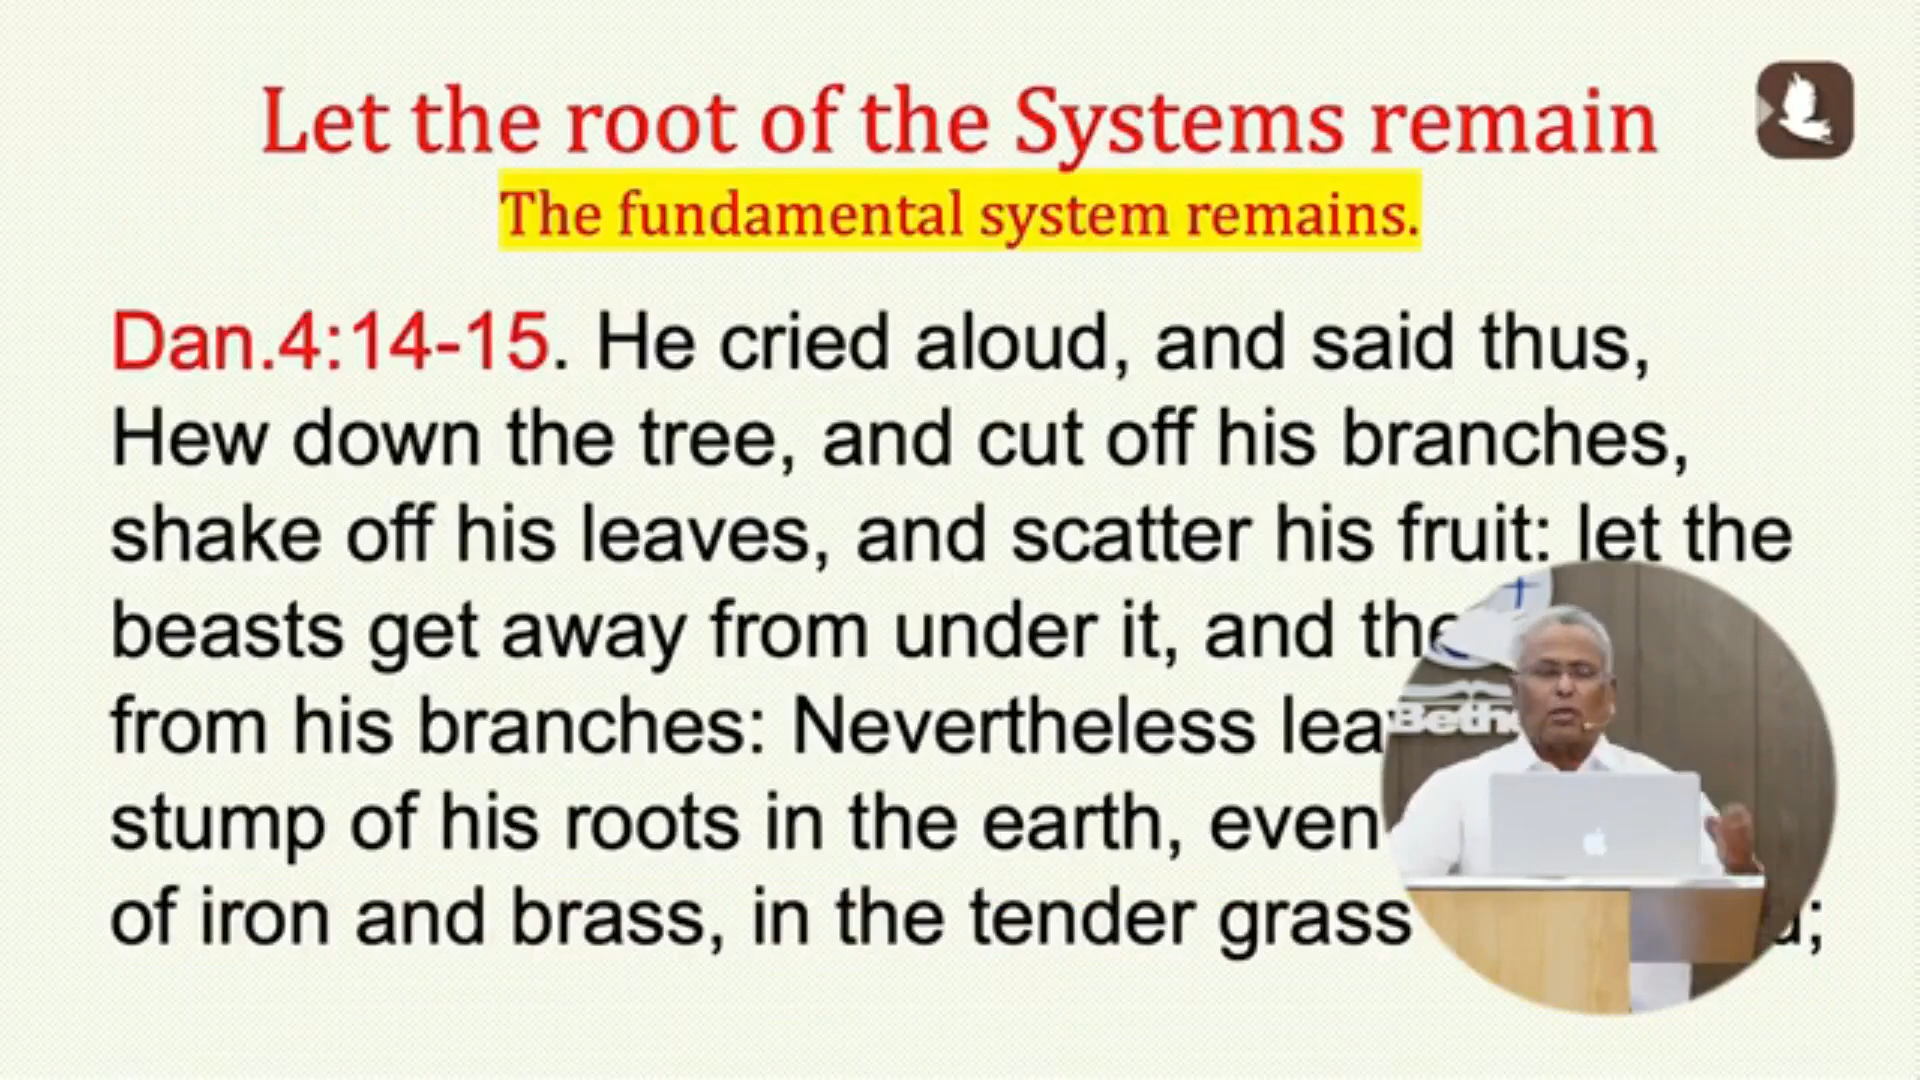 Let the root of the Systems remain
The fundamental system remains.
Dan.4:14-15. He cried aloud, and said thus,
Hew down the tree, and cut off his branches,
shake off his leaves, and scatter his fruit: let the
beasts get away from under it, and the
from his branches: Nevertheless lea
stump of his roots in the earth, even
of iron and brass, in the tender grass
Beth